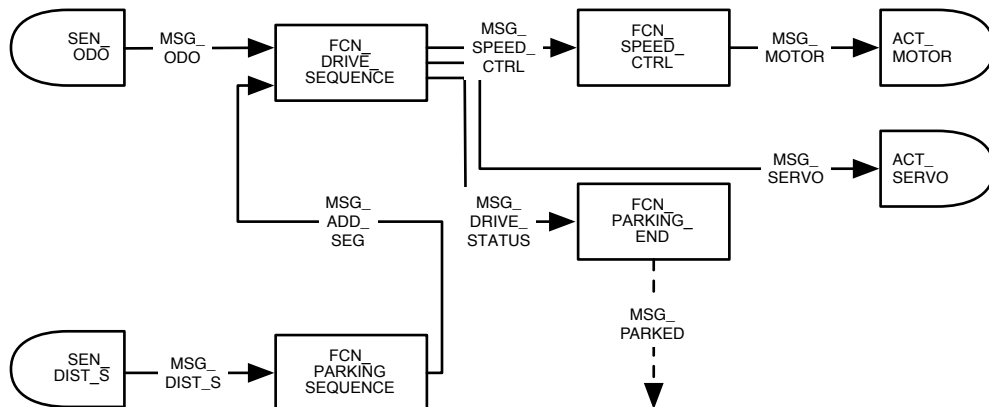 SEN_
ODO
MSG_
ODO
FCN_
DRIVE_
SEQUENCE
MSG_
SPEED_
CTRL
FCN_
SPEED_
CTRL
MSG_
MOTOR
ACT_
MOTOR
MSG_
SERVO
ACT_
SERVO
MSG_
ADD_
SEG
MSG_
DRIVE_
STATUS
FCN_
PARKING_
END
MSG_
PARKED
SEN_
DIST_S
MSG_
DIST_S
FCN_
PARKING
SEQUENCE